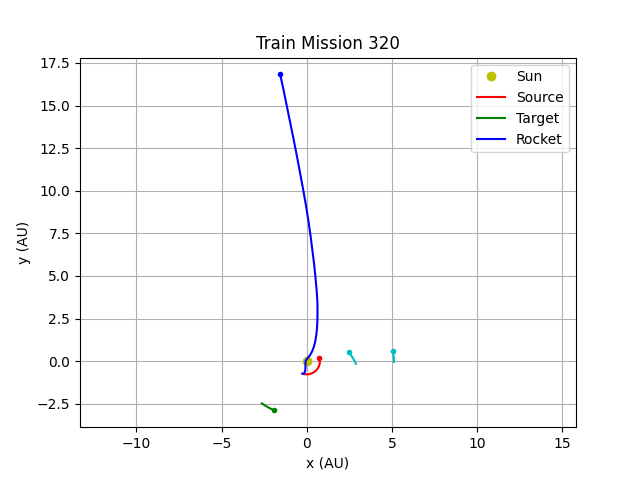 Train Mission 320
Sun
Source
Target
Rocket
17.5
15.0
12.5
10.0
7.5
5.0
2.5
0.0
−2.5
y (AU)
−10 −5 0 5 10 15
x (AU)